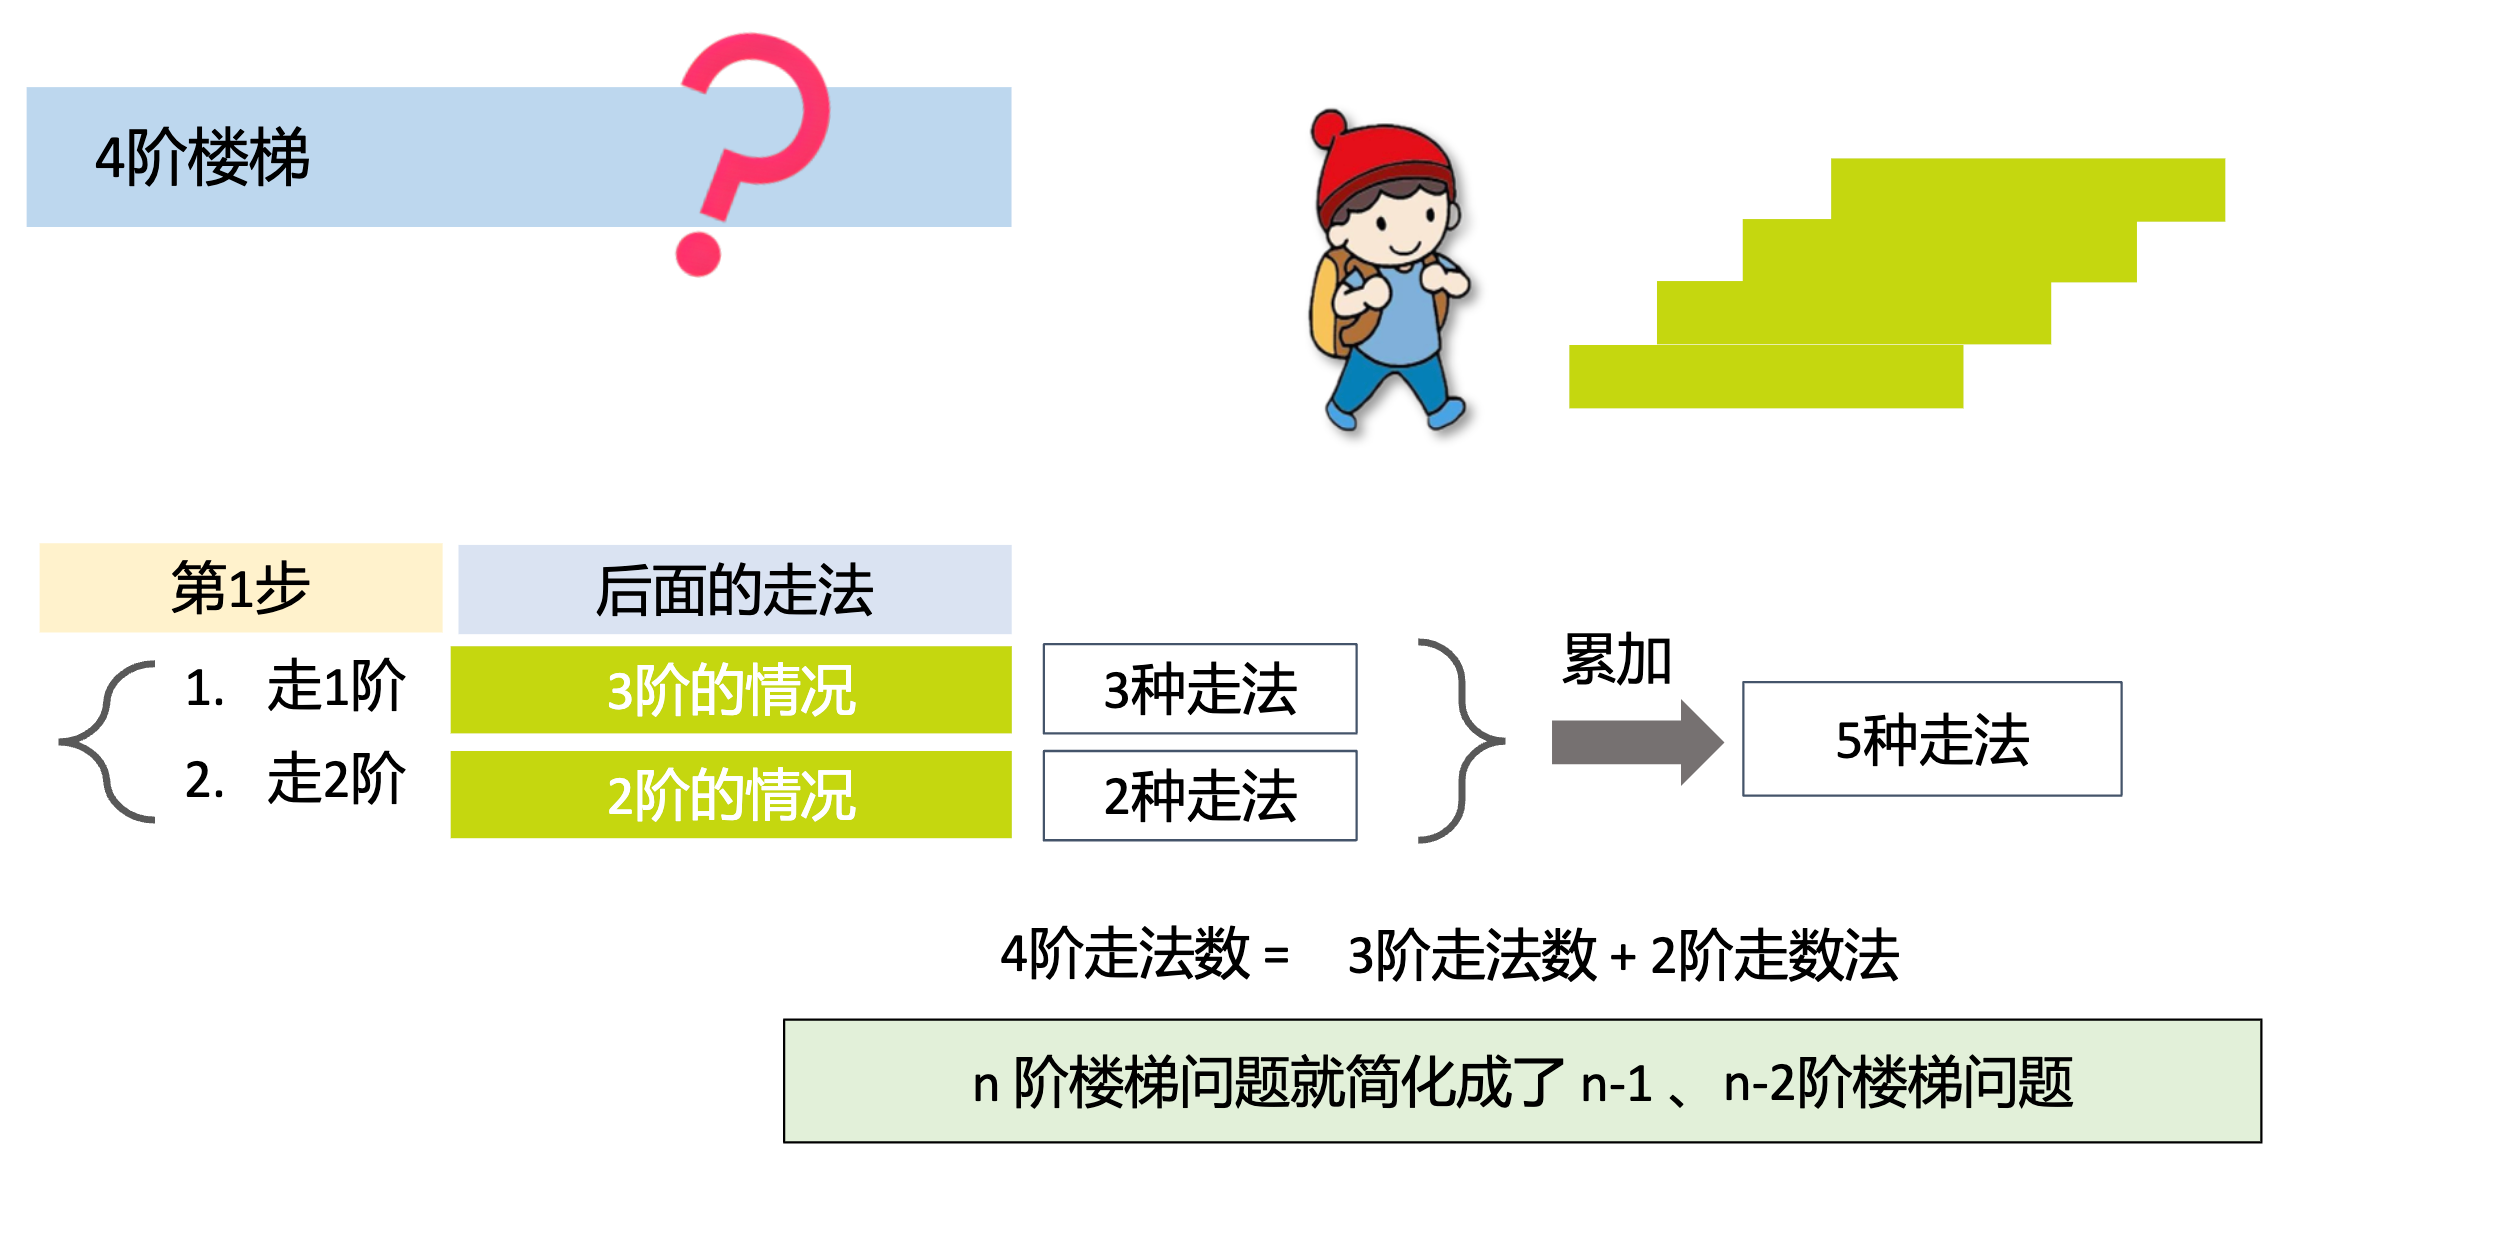 4阶楼梯
第1步 后面的走法
1. 走1阶 3阶的情况 3种走法
2. 走2阶 2阶的情况 2种走法
累加
5种走法
4阶走法数 = 3阶走法数 + 2阶走数法
n 阶楼梯问题就简化成了 n-1 、 n-2阶楼梯问题